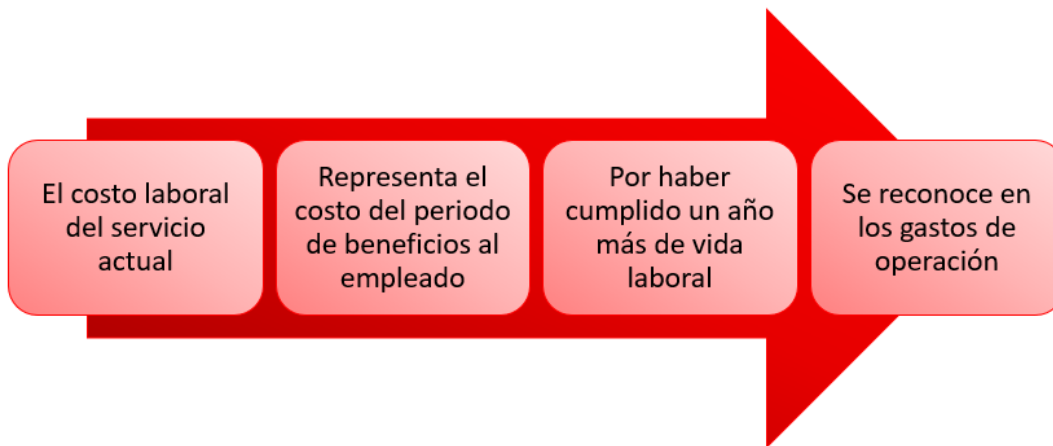 El costo laboral
del servicio
actual
Representa el
costo del periodo
de beneficios al
empleado
Por haber
cumplido un año
más de vida
laboral
Se reconoce en
los gastos de
operación